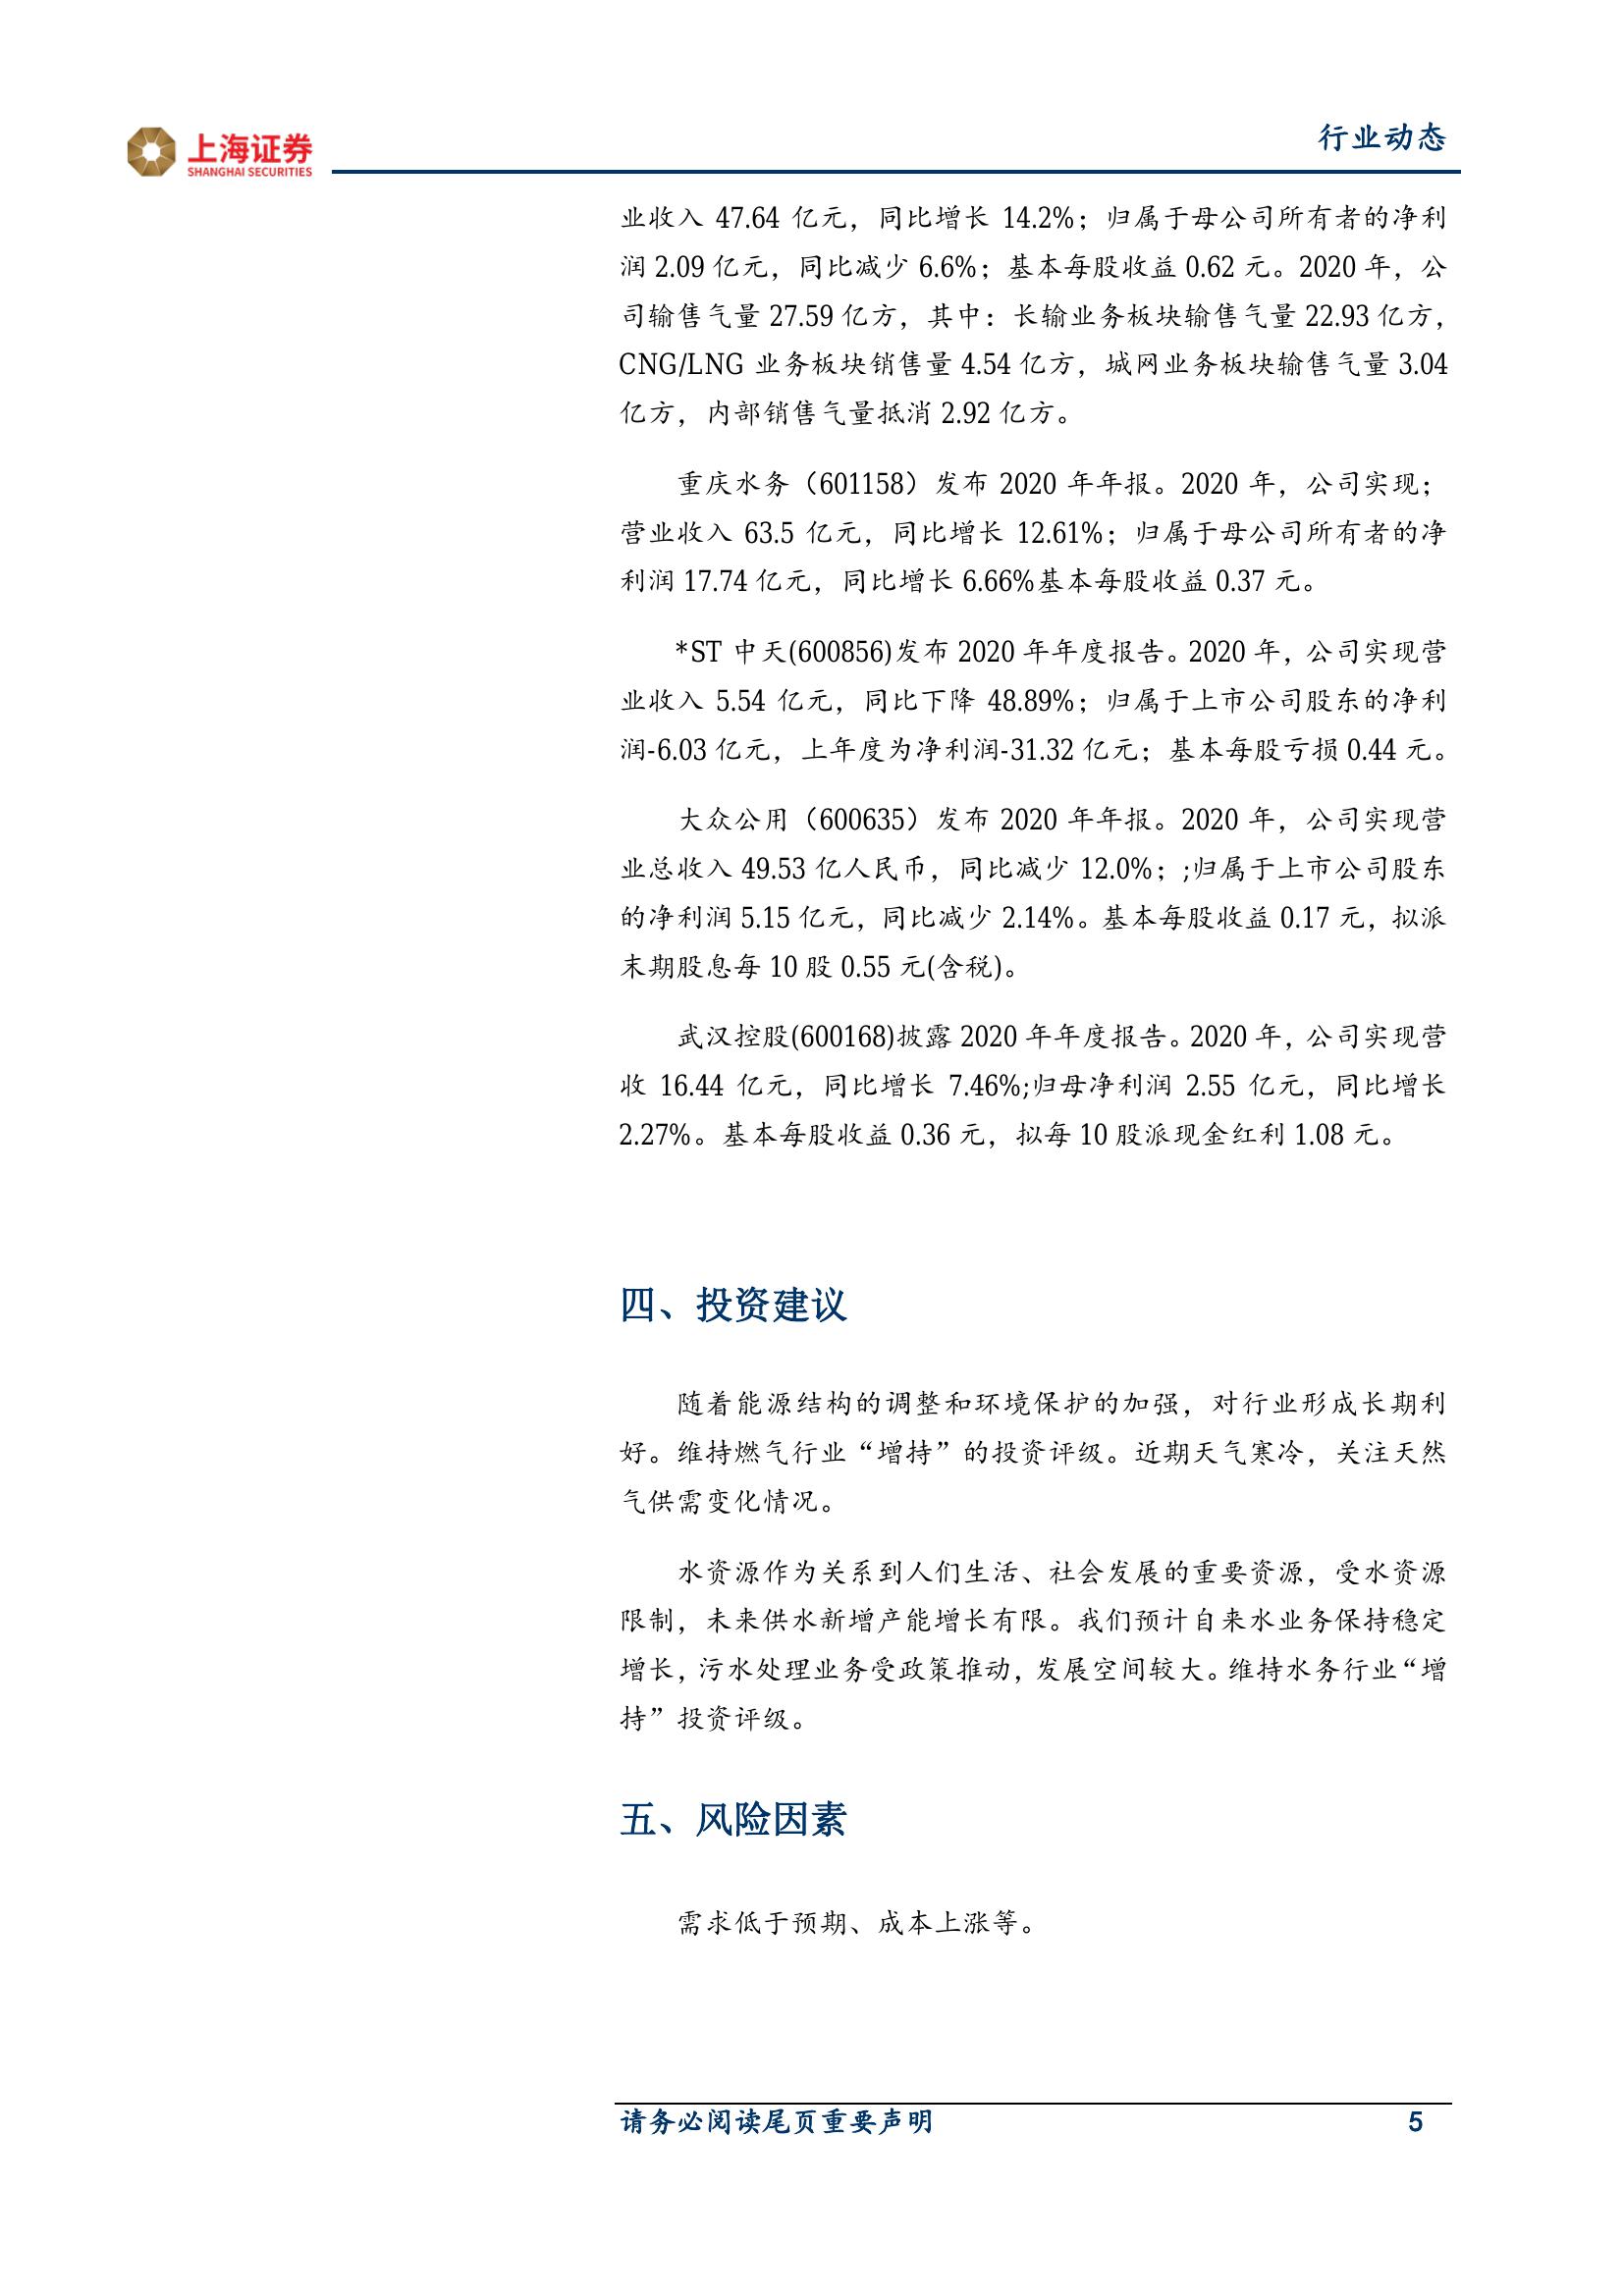 上海证券
SHANGHAI SECURITIES
行业动态
业收入 47.64 亿元，同比增长 14.2%；归属于母公司所有者的净利
润 2.09 亿元，同比减少 6.6%；基本每股收益 0.62 元。2020 年，公
司输售气量 27.59 亿方，其中：长输业务板块输售气量 22.93 亿方，
CNG/LNG 业务板块销售量 4.54 亿方，城网业务板块输售气量 3.04
亿方，内部销售气量抵消 2.92 亿方。
重庆水务（601158）发布 2020 年年报。2020 年，公司实现；
营业收入 63.5 亿元，同比增长 12.61%；归属于母公司所有者的净
利润 17.74 亿元，同比增长 6.66%基本每股收益 0.37 元。
*ST 中天(600856)发布 2020 年年度报告。2020 年，公司实现营
业收入 5.54 亿元，同比下降 48.89%；归属于上市公司股东的净利
润-6.03 亿元，上年度为净利润-31.32 亿元；基本每股亏损 0.44 元。
大众公用（600635）发布 2020 年年报。2020 年，公司实现营
业总收入 49.53 亿人民币，同比减少 12.0%；;归属于上市公司股东
的净利润 5.15 亿元，同比减少 2.14%。基本每股收益 0.17 元，拟派
末期股息每 10 股 0.55 元(含税)。
武汉控股(600168)披露 2020 年年度报告。2020 年，公司实现营
收 16.44 亿元，同比增长 7.46%;归母净利润 2.55 亿元，同比增长
2.27%。基本每股收益 0.36 元，拟每 10 股派现金红利 1.08 元。
四、投资建议
随着能源结构的调整和环境保护的加强，对行业形成长期利
好。维持燃气行业“增持”的投资评级。近期天气寒冷，关注天然
气供需变化情况。
水资源作为关系到人们生活、社会发展的重要资源，受水资源
限制，未来供水新增产能增长有限。我们预计自来水业务保持稳定
增长，污水处理业务受政策推动，发展空间较大。维持水务行业“增
持”投资评级。
五、风险因素
需求低于预期、成本上涨等。
请务必阅读尾页重要声明
5